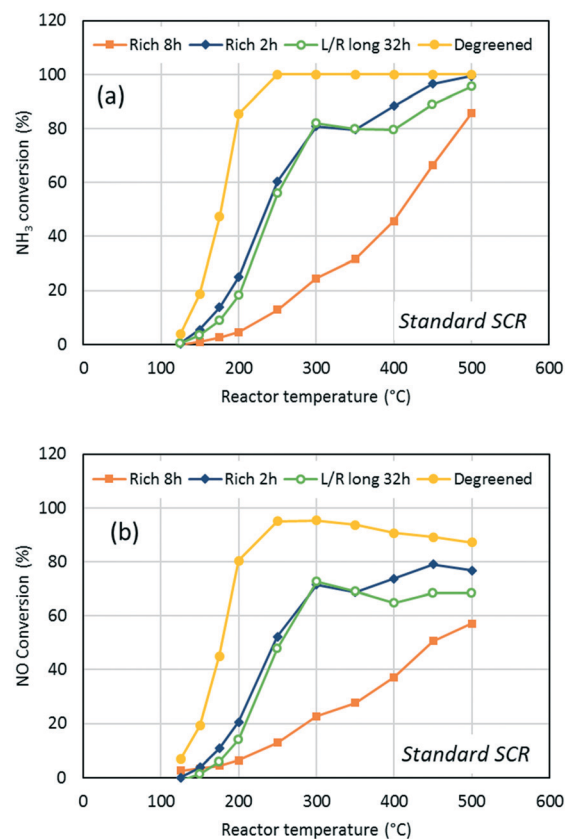 Rich 8h Rich 2h L/R long 32h Degreened
(a)
NH₃ conversion (%)
120
100
80
60
40
20
0
Standard SCR
0 100 200 300 400 500 600
Reactor temperature (°C)
Rich 8h Rich 2h L/R long 32h Degreened
(b)
NO Conversion (%)
120
100
80
60
40
20
0
Standard SCR
0 100 200 300 400 500 600
Reactor temperature (°C)